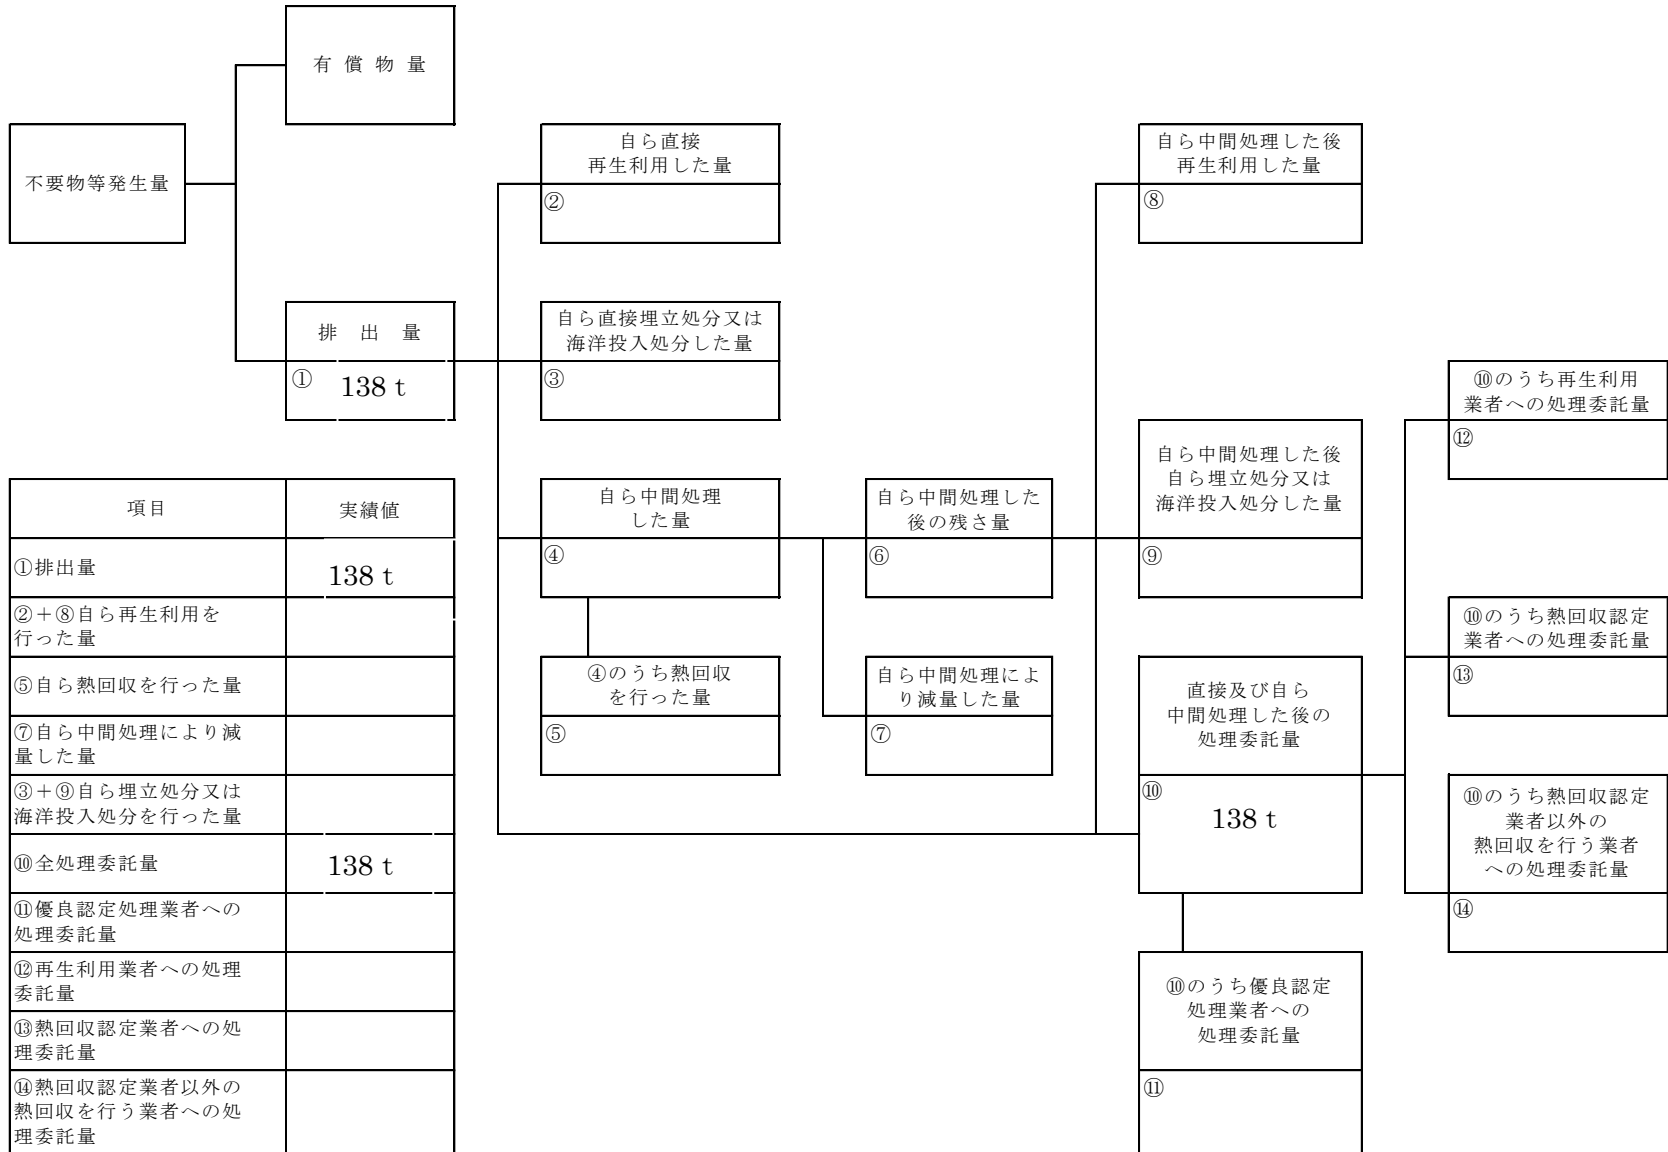 有償物量
不要物等発生量
排出量
① 138 t
自ら直接
再生利用した量
②
自ら直接埋立処分又は
海洋投入処分した量
③
自ら中間処理
した量
④
④のうち熱回収
を行った量
⑤
自ら中間処理した
後の残さ量
⑥
自ら中間処理によ
り減量した量
⑦
自ら中間処理した後
再生利用した量
⑧
自ら中間処理した後
自ら埋立処分又は
海洋投入処分した量
⑨
直接及び自ら
中間処理した後の
処理委託量
⑩
138 t
⑩のうち優良認定
処理業者への
処理委託量
⑪
⑩のうち再生利用
業者への処理委託量
⑫
⑩のうち熱回収認定
業者への処理委託量
⑬
⑩のうち熱回収認定
業者以外の
熱回収を行う業者
への処理委託量
⑭
項目 実績値
①排出量 138 t
②+⑧自ら再生利用を
行った量
⑤自ら熱回収を行った量
⑦自ら中間処理により減
量した量
③+⑨自ら埋立処分又は
海洋投入処分を行った量
⑩全処理委託量 138 t
⑪優良認定処理業者への
処理委託量
⑫再生利用業者への処理
委託量
⑬熱回収認定業者への処
理委託量
⑭熱回収認定業者以外の
熱回収を行う業者への処
理委託量